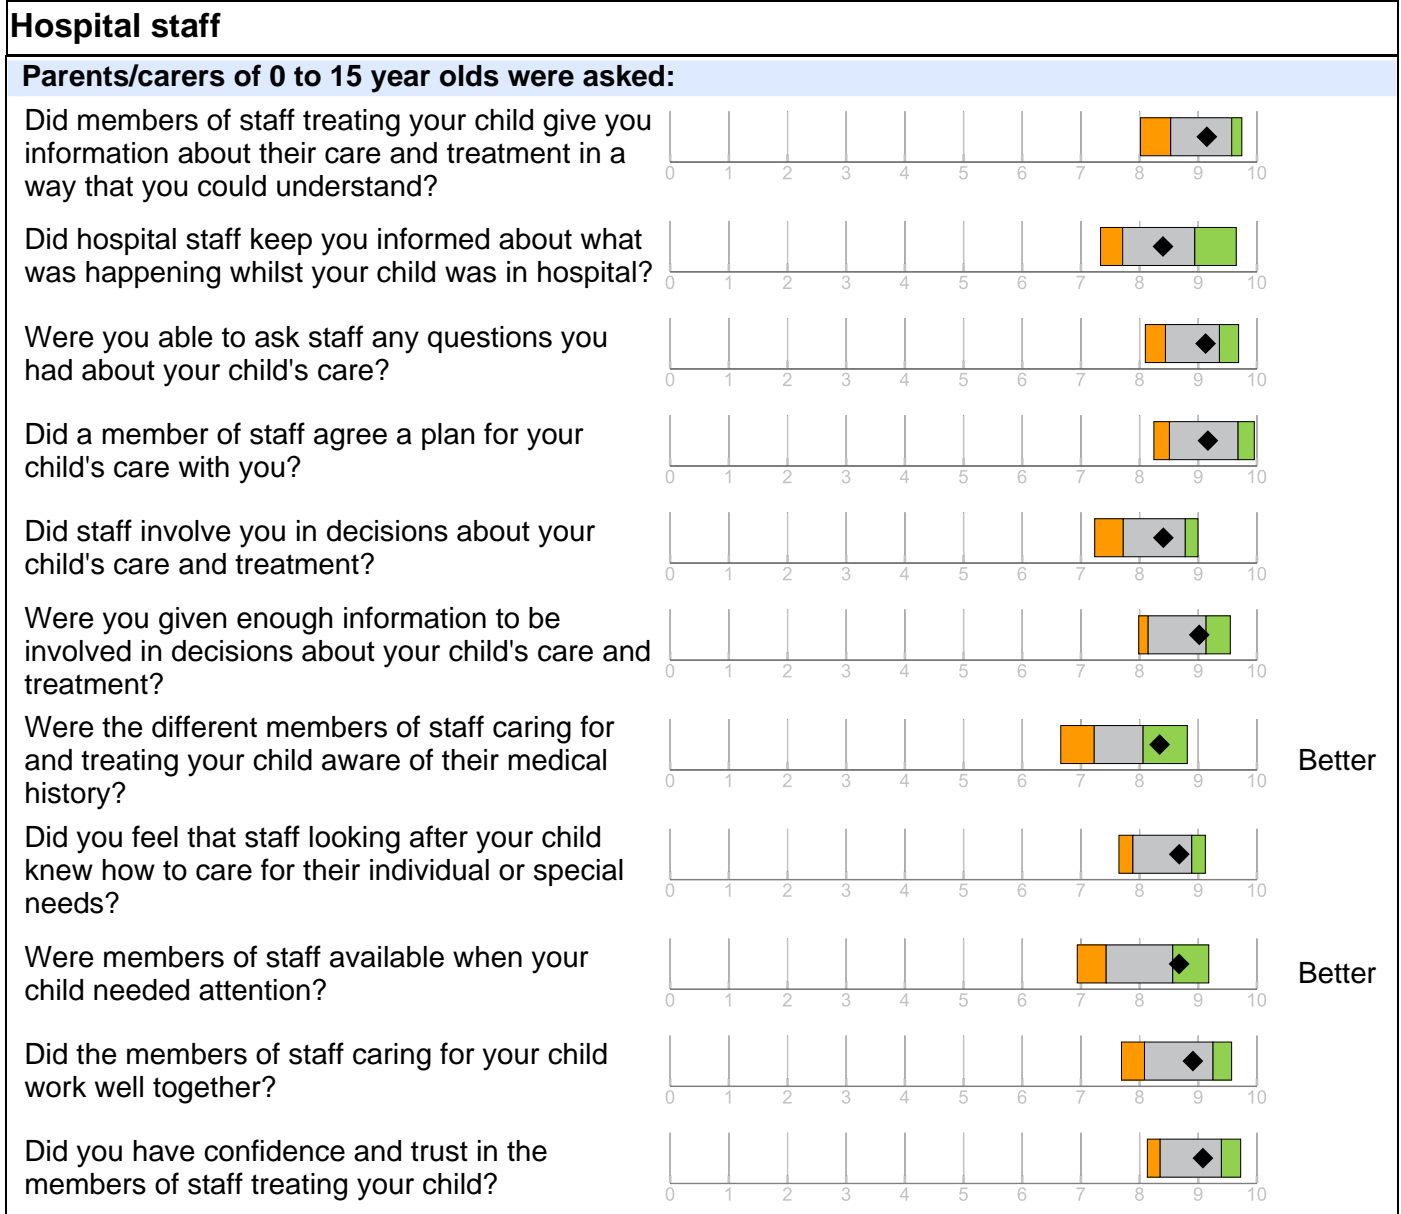 Hospital staff
Parents/carers of 0 to 15 year olds were asked:
Did members of staff treating your child give you
information about their care and treatment in a
way that you could understand?
0 1 2 3 4 5 6 7 8 9 10
Did hospital staff keep you informed about what
was happening whilst your child was in hospital?
0 1 2 3 4 5 6 7 8 9 10
Were you able to ask staff any questions you
had about your child's care?
0 1 2 3 4 5 6 7 8 9 10
Did a member of staff agree a plan for your
child's care with you?
0 1 2 3 4 5 6 7 8 9 10
Did staff involve you in decisions about your
child's care and treatment?
0 1 2 3 4 5 6 7 8 9 10
Were you given enough information to be
involved in decisions about your child's care and
treatment?
0 1 2 3 4 5 6 7 8 9 10
Were the different members of staff caring for
and treating your child aware of their medical
history?
0 1 2 3 4 5 6 7 8 9 10
Better
Did you feel that staff looking after your child
knew how to care for their individual or special
needs?
0 1 2 3 4 5 6 7 8 9 10
Were members of staff available when your
child needed attention?
0 1 2 3 4 5 6 7 8 9 10
Better
Did the members of staff caring for your child
work well together?
0 1 2 3 4 5 6 7 8 9 10
Did you have confidence and trust in the
members of staff treating your child?
0 1 2 3 4 5 6 7 8 9 10